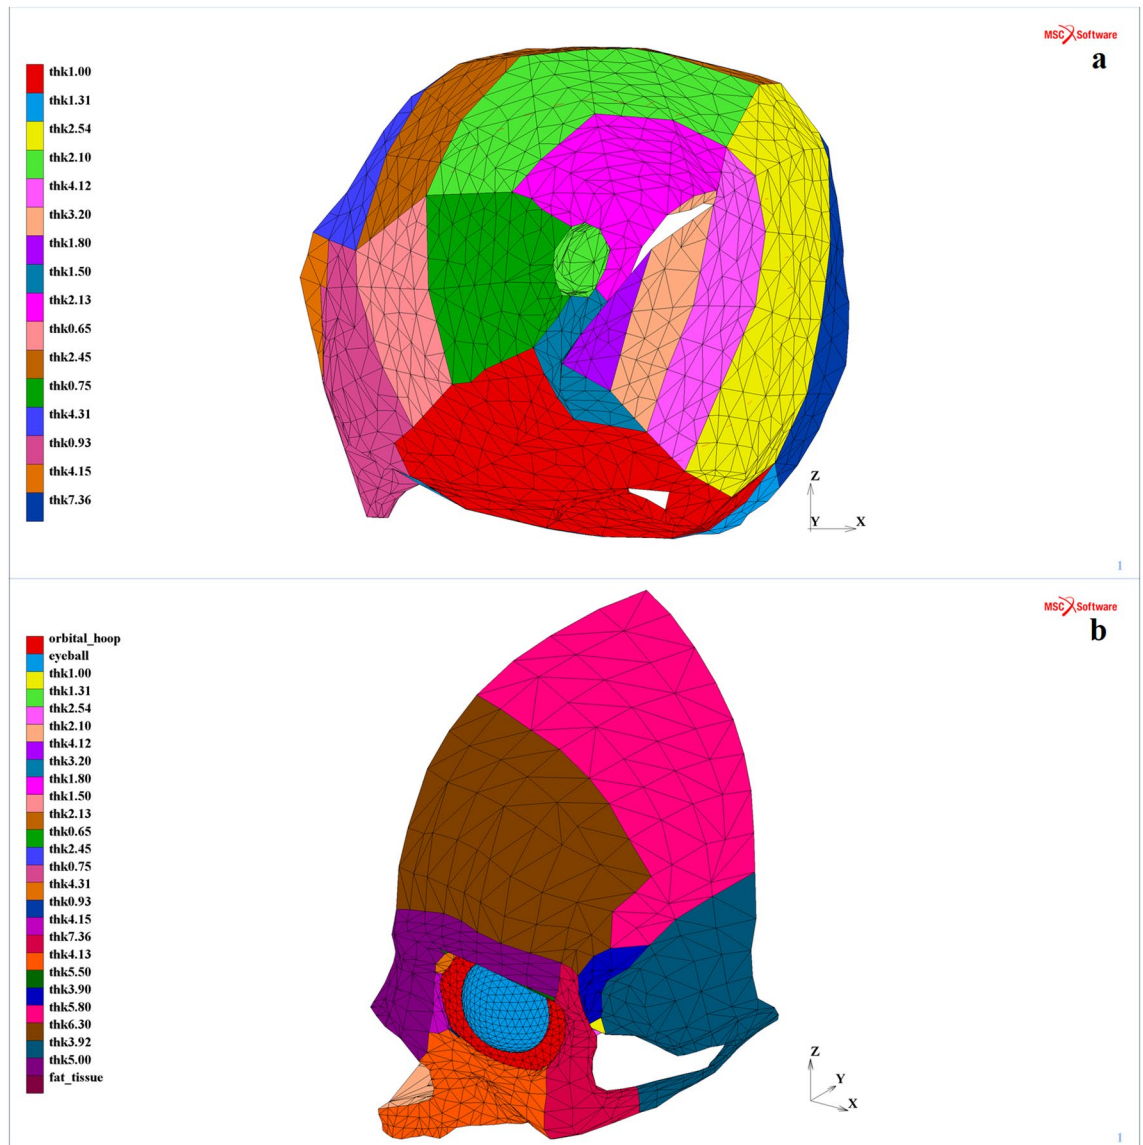 MSC Software
a
thk1.00
thk1.31
thk2.54
thk2.10
thk4.12
thk3.20
thk1.80
thk1.50
thk2.13
thk0.65
thk2.45
thk0.75
thk4.31
thk0.93
thk4.15
thk7.36
Z
Y X
1
MSC Software
b
orbital_hoop
eyeball
thk1.00
thk1.31
thk2.54
thk2.10
thk4.12
thk3.20
thk1.80
thk1.50
thk2.13
thk0.65
thk2.45
thk0.75
thk4.31
thk0.93
thk4.15
thk7.36
thk4.13
thk5.50
thk3.90
thk5.80
thk6.30
thk3.92
thk5.00
fat_tissue
Z
Y
X
1